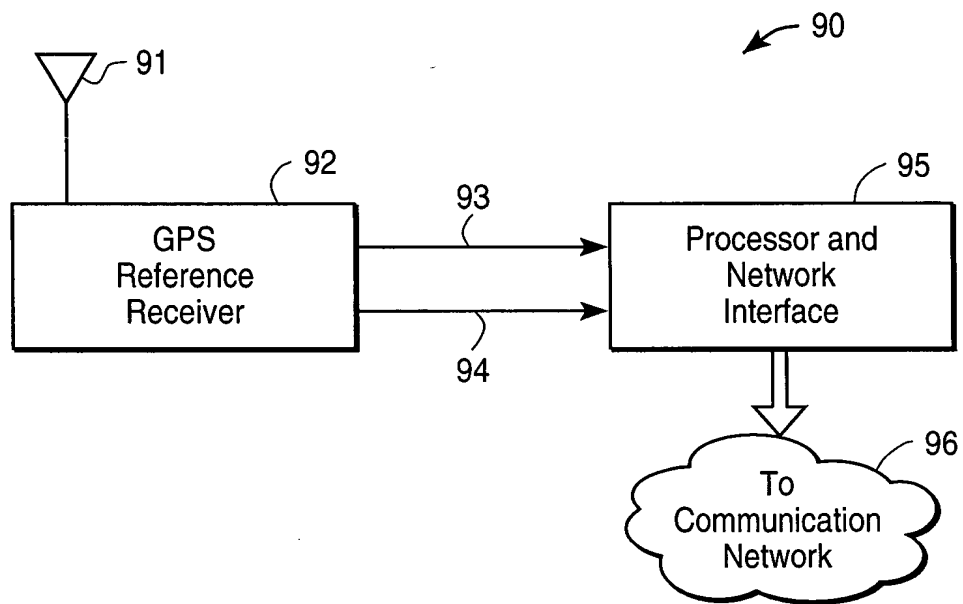 90
91
92
93
95
GPS
Reference
Receiver
Processor and
Network
Interface
94
96
To
Communication
Network